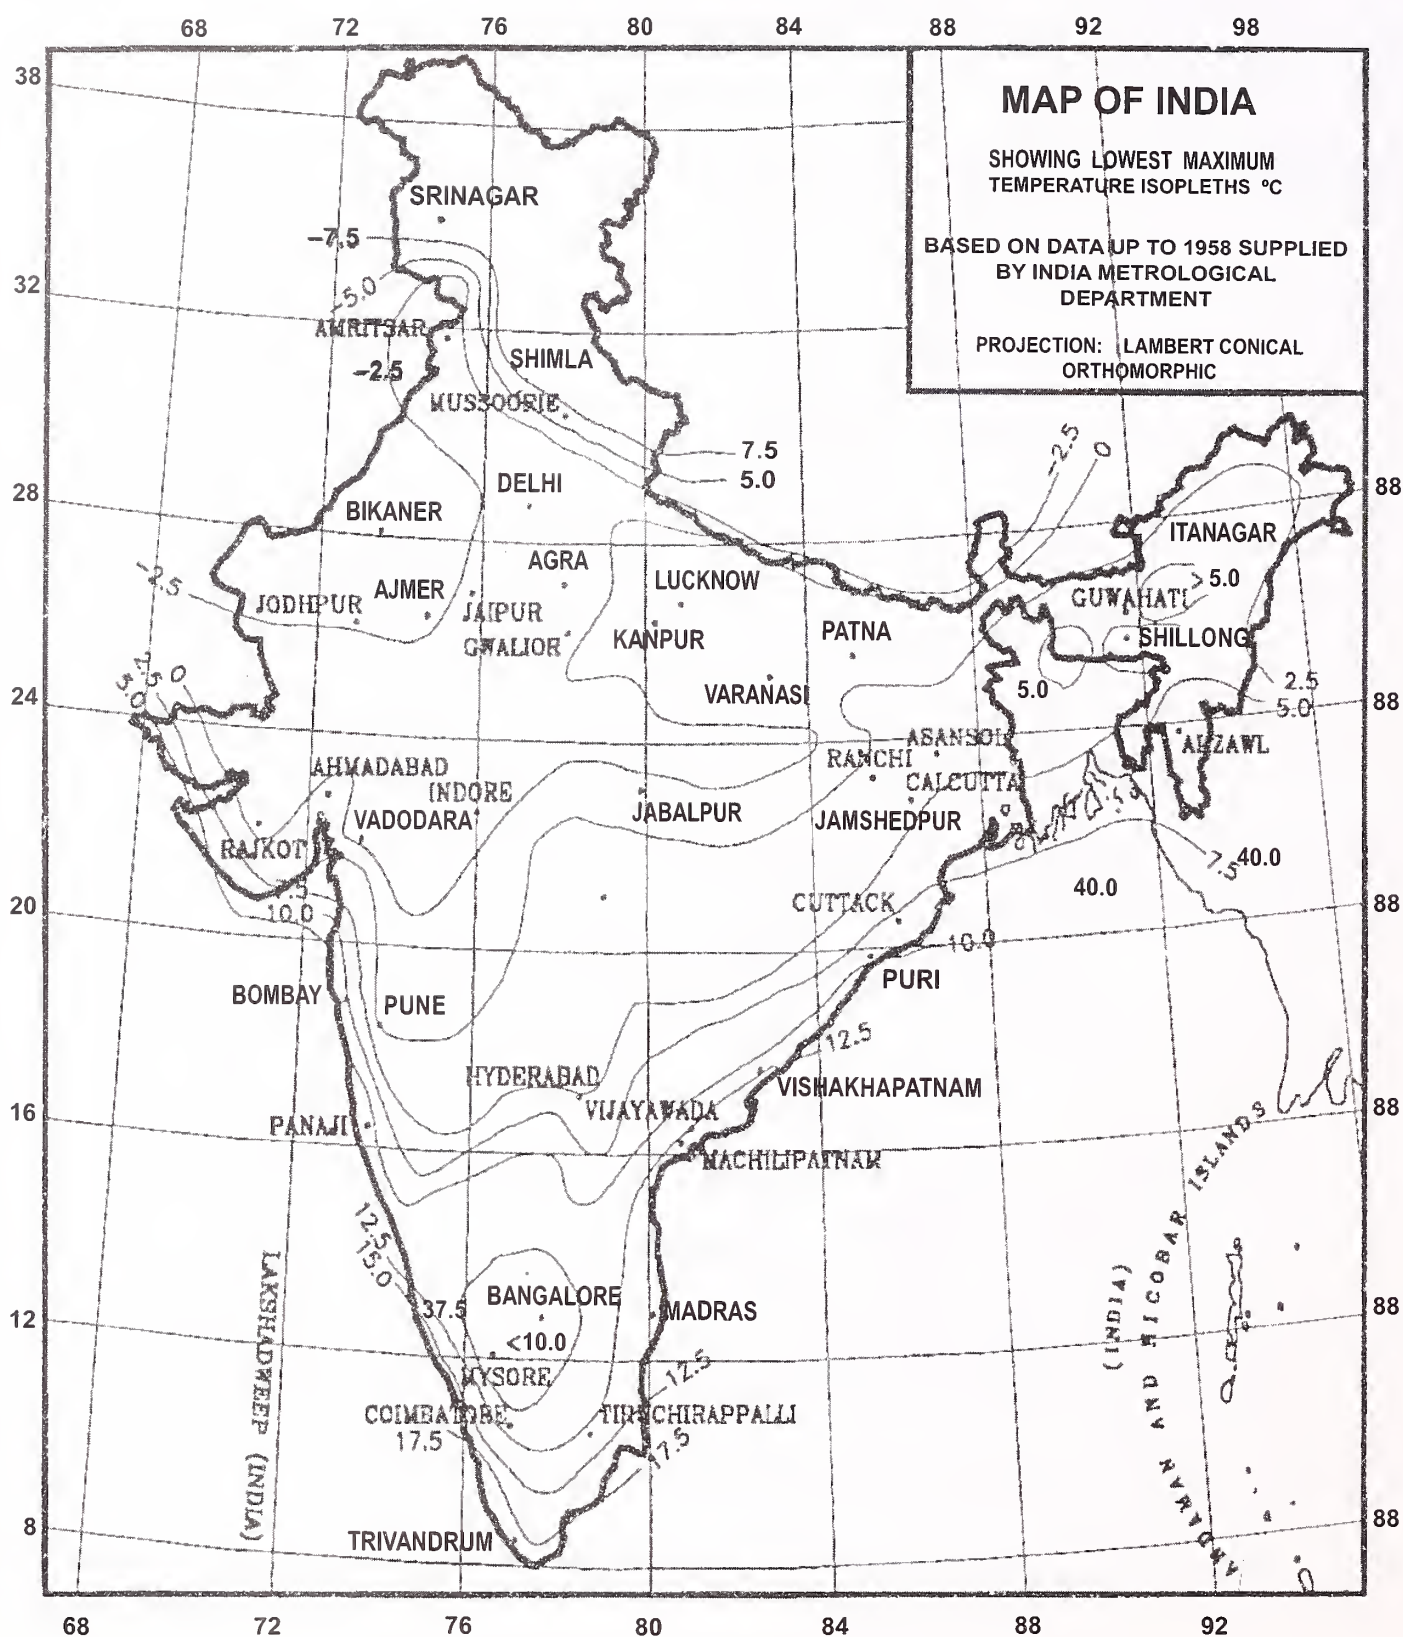 68 72 76 80 84 88 92 98
38
MAP OF INDIA
SHOWING LOWEST MAXIMUM
TEMPERATURE ISOPLETHS ºC
BASED ON DATA UP TO 1958 SUPPLIED
BY INDIA METROLOGICAL
DEPARTMENT
PROJECTION: LAMBERT CONICAL
ORTHOMORPHIC
SRINAGAR
-7.5
32
-5.0
AMRITSAR
SHIMLA
-2.5
MUSSOORIE
7.5
-2.5
0
5.0
28
DELHI
88
BIKANER
ITANAGAR
AGRA
-2.5
AJMER
LUCKNOW
> 5.0
JODHPUR
JAIPUR
GUWAHATI
GWALIOR
KANPUR
PATNA
SHILLONG
5.0
2.5
0
VARANASI
5.0
2.5
5.0
24
88
ASANSOL
RANCHI
AEZAWL
AHMADABAD
INDORE
CALCUTTA
VADODARA
JABALPUR
JAMSHEDPUR
RAJKOT
7.5
40.0
7.5
40.0
10.0
CUTTACK
20
88
10.0
PURI
BOMBAY
PUNE
12.5
HYDERABAD
VISHAKHAPATNAM
VIJAYAWADA
16
88
PANAJI
MACHILIPATNAM
12.5
15.0
37.5
BANGALORE
<10.0
MADRAS
12
88
MYSORE
12.5
COIMBATORE
TIRUCHIRAPPALLI
17.5
17.5
LAKSHADWEEP (INDIA)
ANDAMAN AND NICOBAR ISLANDS
(INDIA)
8
88
TRIVANDRUM
68 72 76 80 84 88 92